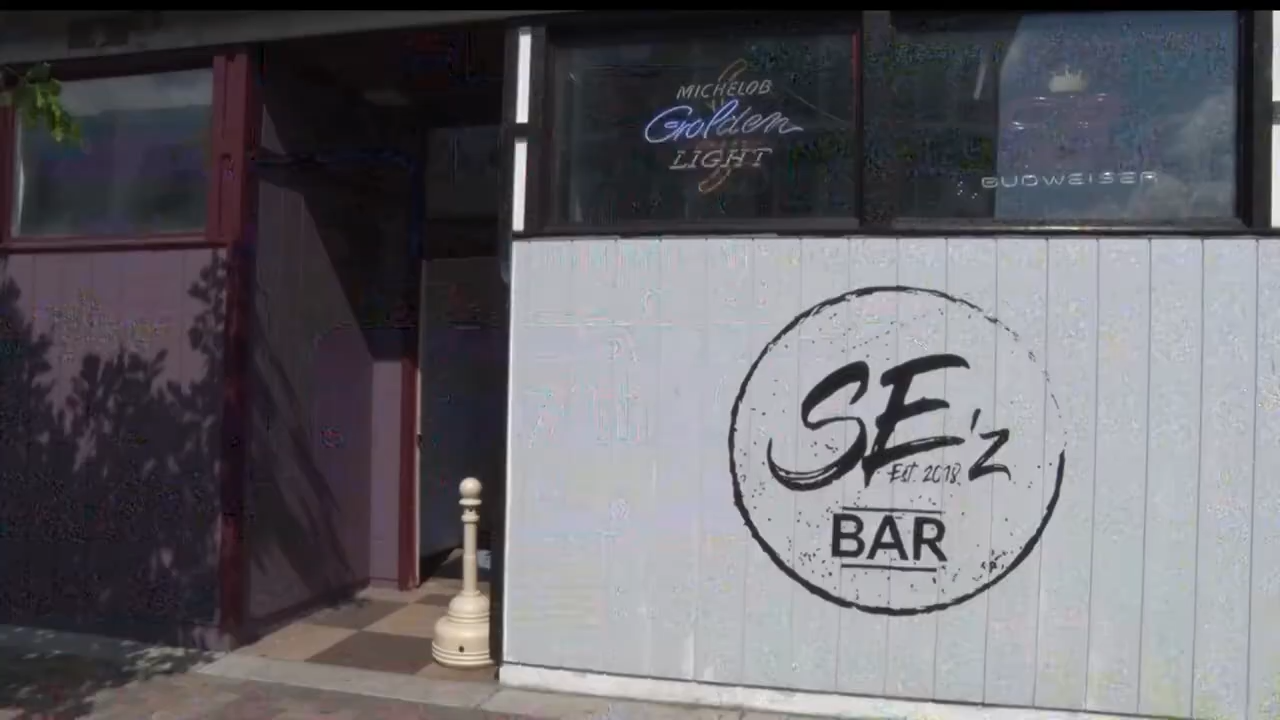 MICHELOB
Golden
LIGHT
BUDWEISER
SE'z
Est. 2018
BAR